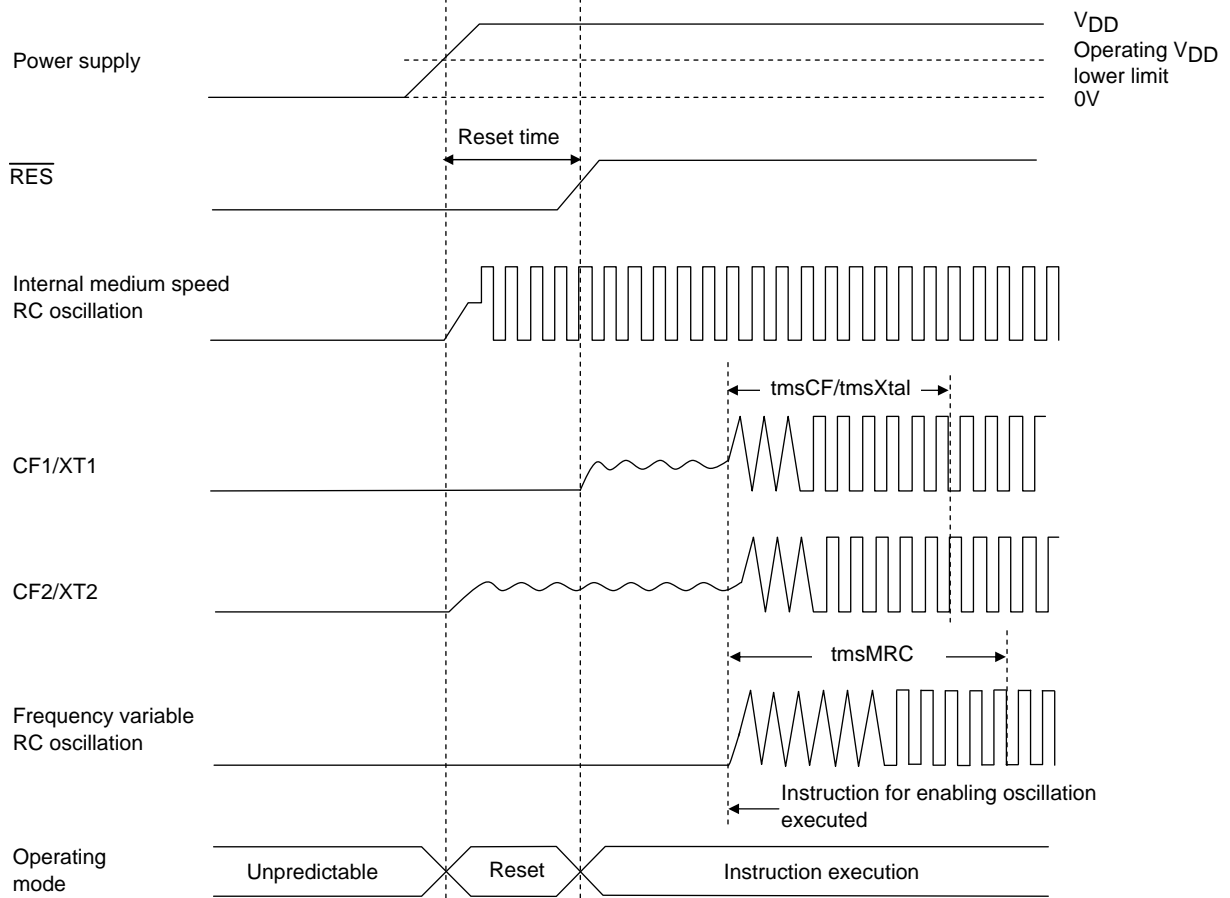 Power supply
VDD
Operating VDD
lower limit
0V
Reset time
RES
Internal medium speed
RC oscillation
tmsCF/tmsXtal
CF1/XT1
CF2/XT2
tmsMRC
Frequency variable
RC oscillation
Instruction for enabling oscillation
executed
Operating
mode
Unpredictable
Reset
Instruction execution